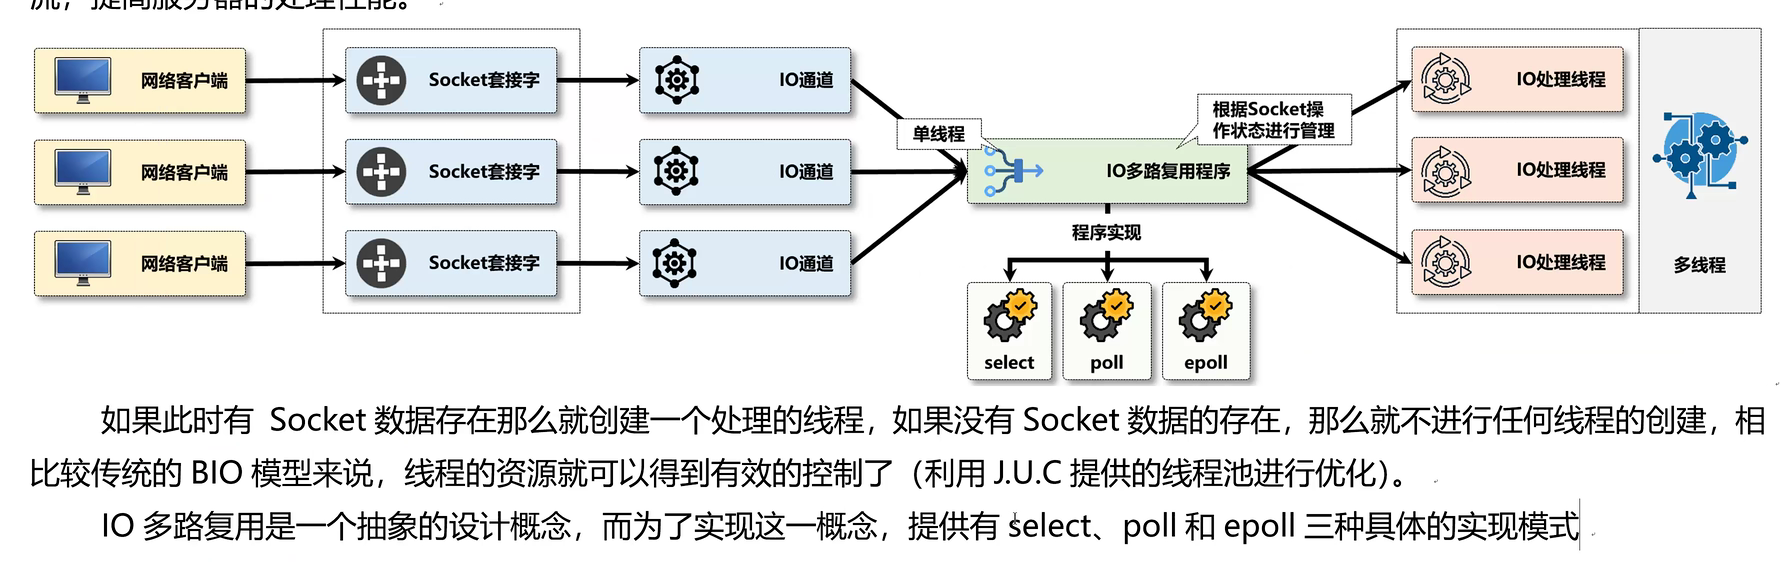 流，提高服务器的处理性能。
网络客户端
Socket套接字
IO通道
单线程
根据Socket操
作状态进行管理
IO处理线程
网络客户端
Socket套接字
IO通道
IO多路复用程序
IO处理线程
程序实现
网络客户端
Socket套接字
IO通道
IO处理线程
多线程
select
poll
epoll
如果此时有 Socket 数据存在那么就创建一个处理的线程，如果没有 Socket 数据的存在，那么就不进行任何线程的创建，相
比较传统的 BIO 模型来说，线程的资源就可以得到有效的控制了（利用 J.U.C 提供的线程池进行优化）。
IO 多路复用是一个抽象的设计概念，而为了实现这一概念，提供有 select、poll 和 epoll 三种具体的实现模式